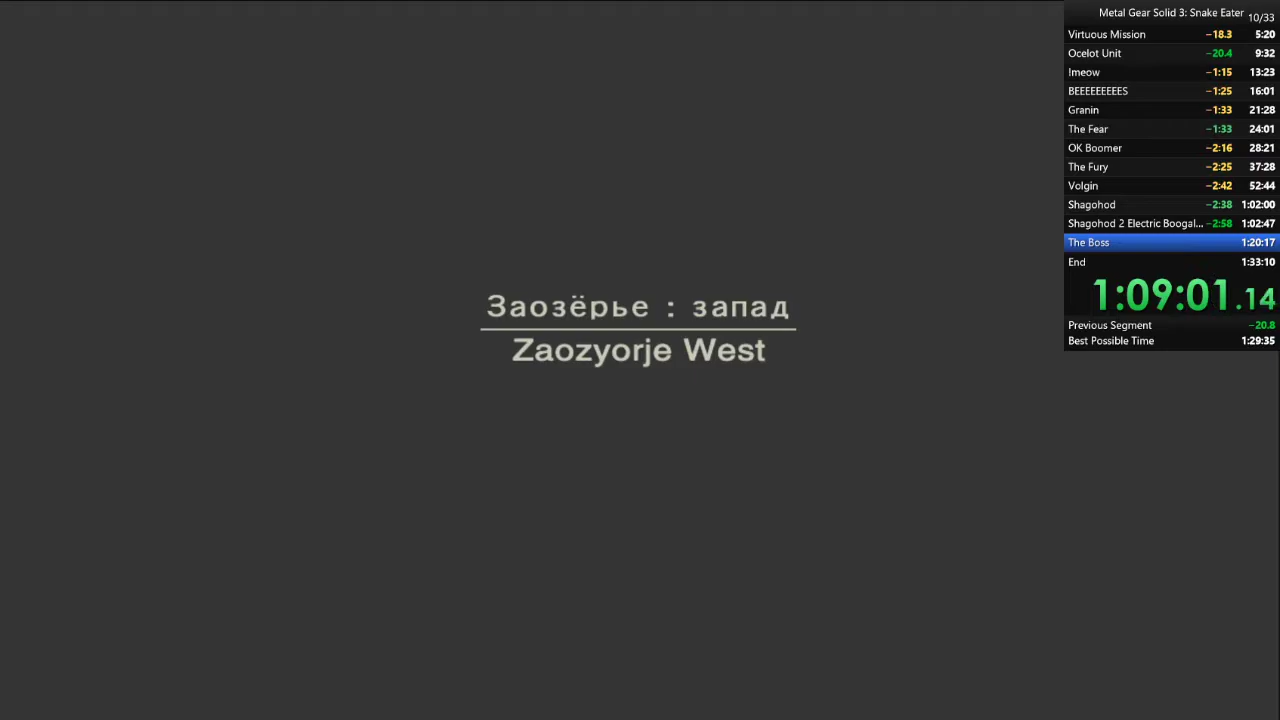 Metal Gear Solid 3: Snake Eater 10/33
Virtuous Mission −18.3 5:20
Ocelot Unit −20.4 9:32
!meow −1:15 13:23
BEEEEEEEEES −1:25 16:01
Granin −1:33 21:28
The Fear −1:33 24:01
OK Boomer −2:16 28:21
The Fury −2:25 37:28
Volgin −2:42 52:44
Shagohod −2:38 1:02:00
Shagohod 2 Electric Boogal... −2:58 1:02:47
The Boss 1:20:17
End 1:33:10
1:09:01.14
Previous Segment −20.8
Best Possible Time 1:29:35
Заозёрье : запад
Zaozyorje West